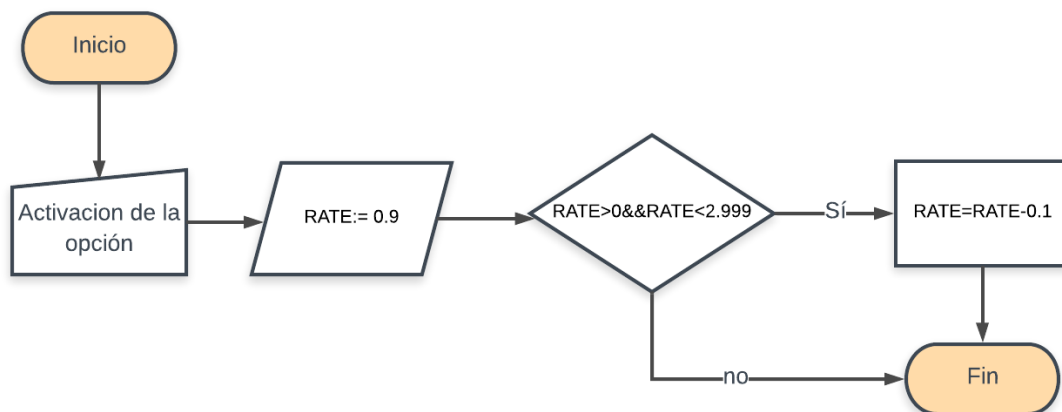 Inicio
Activacion de la
opción
RATE:= 0.9
RATE>0&&RATE<2.999
Sí
RATE=RATE-0.1
no
Fin